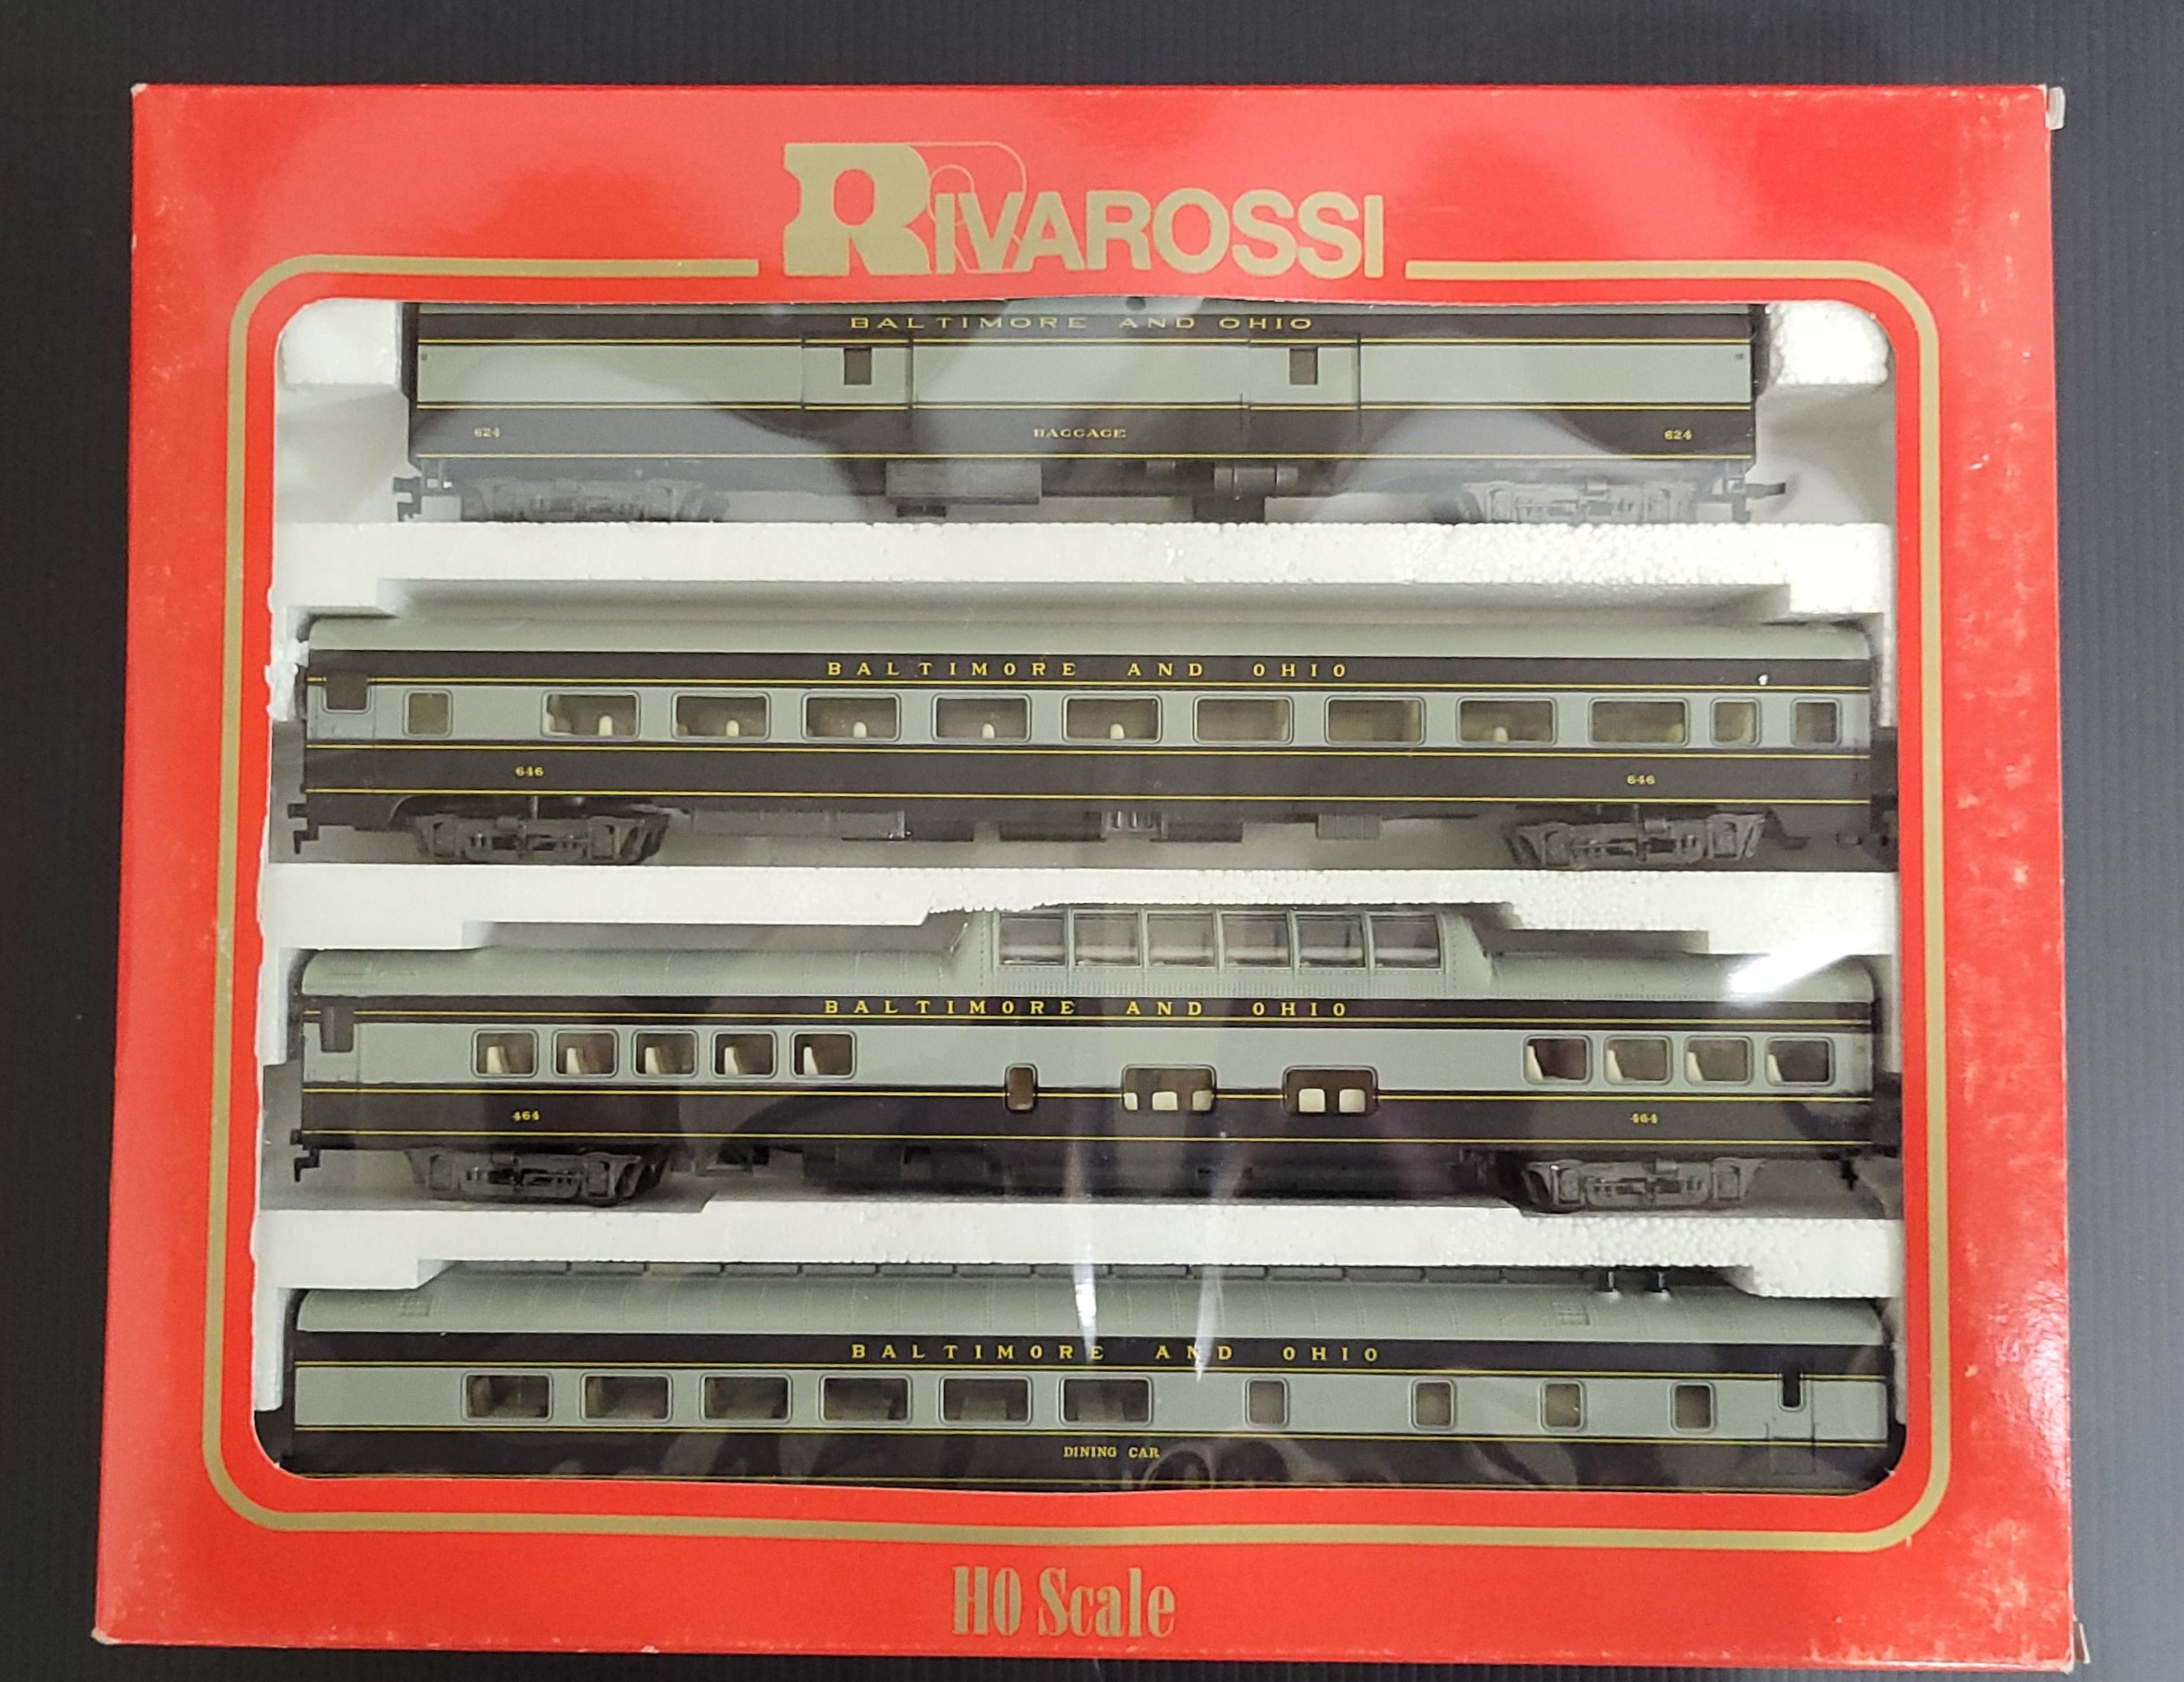 RIVAROSSI
BALTIMORE AND OHIO
624 BAGGAGE 624
BALTIMORE AND OHIO
646 646
BALTIMORE AND OHIO
464 464
BALTIMORE AND OHIO
DINING CAR
HO Scale